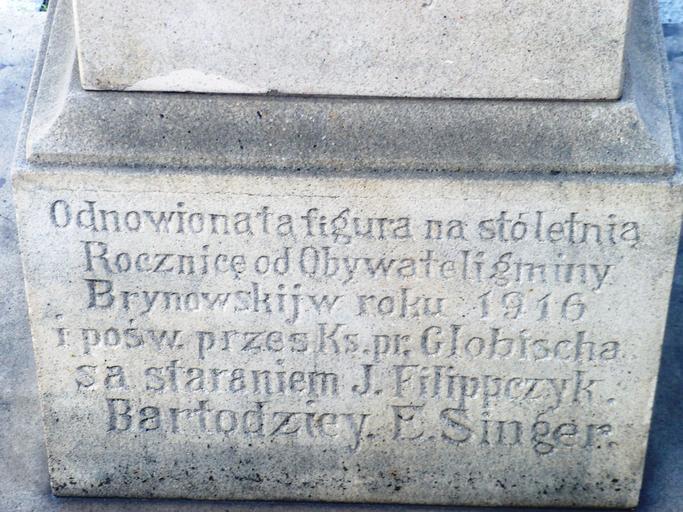 Odnowiona ta figura na stóletnią
Rocznicę od Obywateli gminy
Brynowskij w roku 1916
i pośw. przes Ks. pr. Globischa
sa staraniem J. Filippczyk.
Bartodziey. E. Singer.